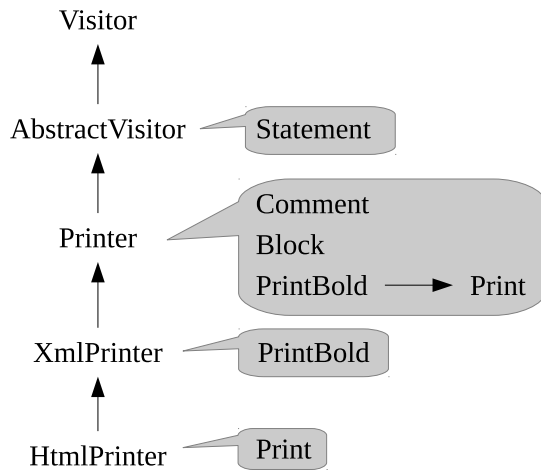 Visitor
AbstractVisitor
Statement
Comment
Block
Printer
PrintBold
Print
XmlPrinter
PrintBold
HtmlPrinter
Print